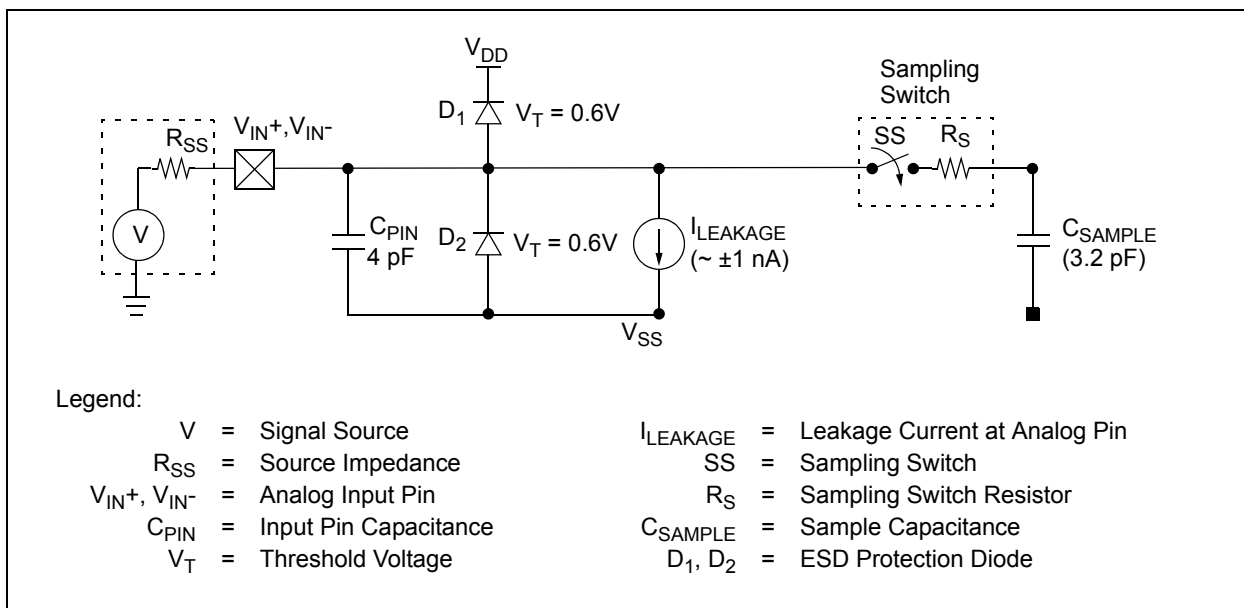 V_DD
Sampling
Switch
D_1 V_T = 0.6V
V_IN+,V_IN-
R_SS
SS R_S
V
C_PIN
4 pF
D_2 V_T = 0.6V
I_LEAKAGE
(~ ±1 nA)
C_SAMPLE
(3.2 pF)
V_SS
Legend:
V = Signal Source
R_SS = Source Impedance
V_IN+, V_IN- = Analog Input Pin
C_PIN = Input Pin Capacitance
V_T = Threshold Voltage
I_LEAKAGE = Leakage Current at Analog Pin
SS = Sampling Switch
R_S = Sampling Switch Resistor
C_SAMPLE = Sample Capacitance
D_1, D_2 = ESD Protection Diode